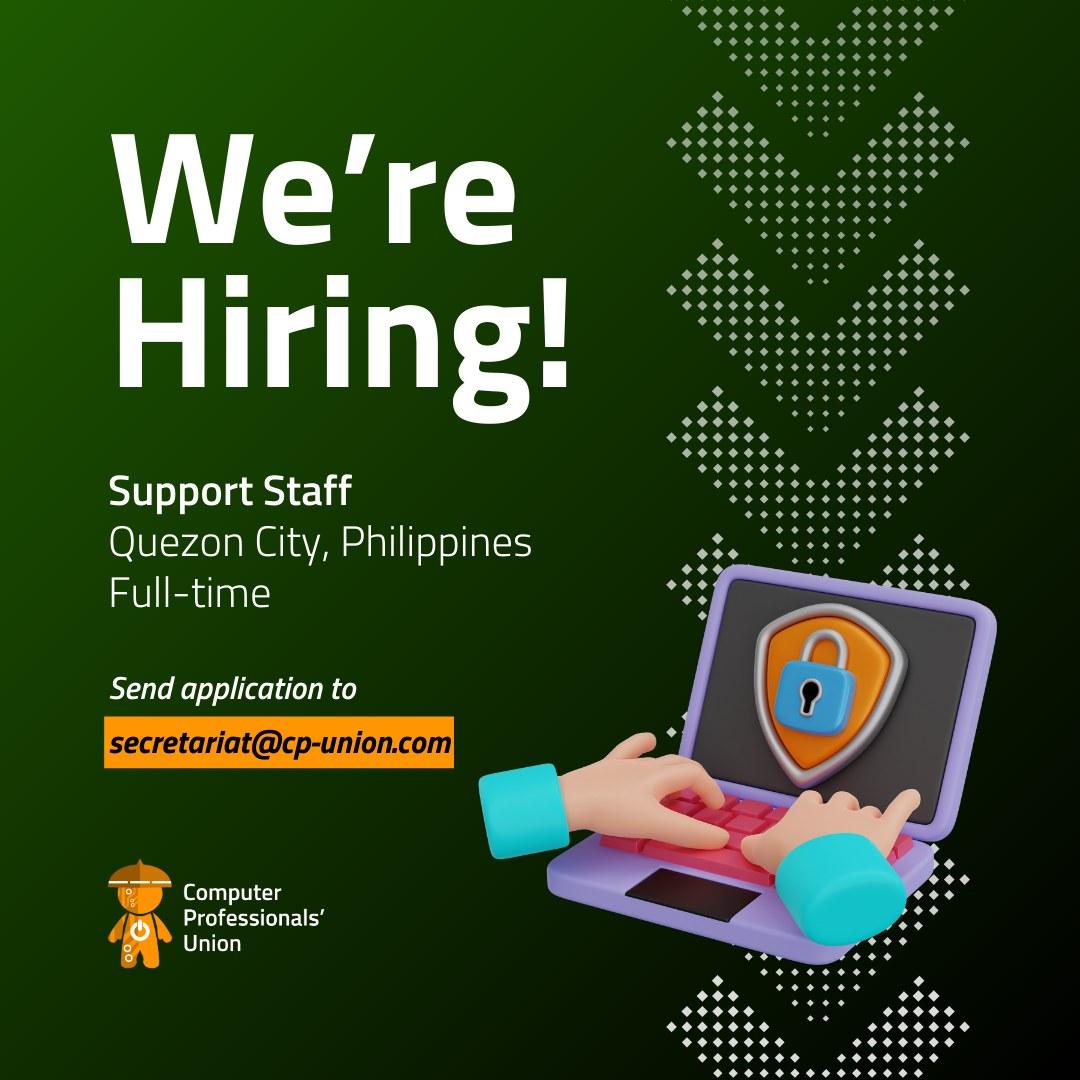 We’re
Hiring!
Support Staff
Quezon City, Philippines
Full-time
Send application to
secretariat@cp-union.com
Computer
Professionals’
Union